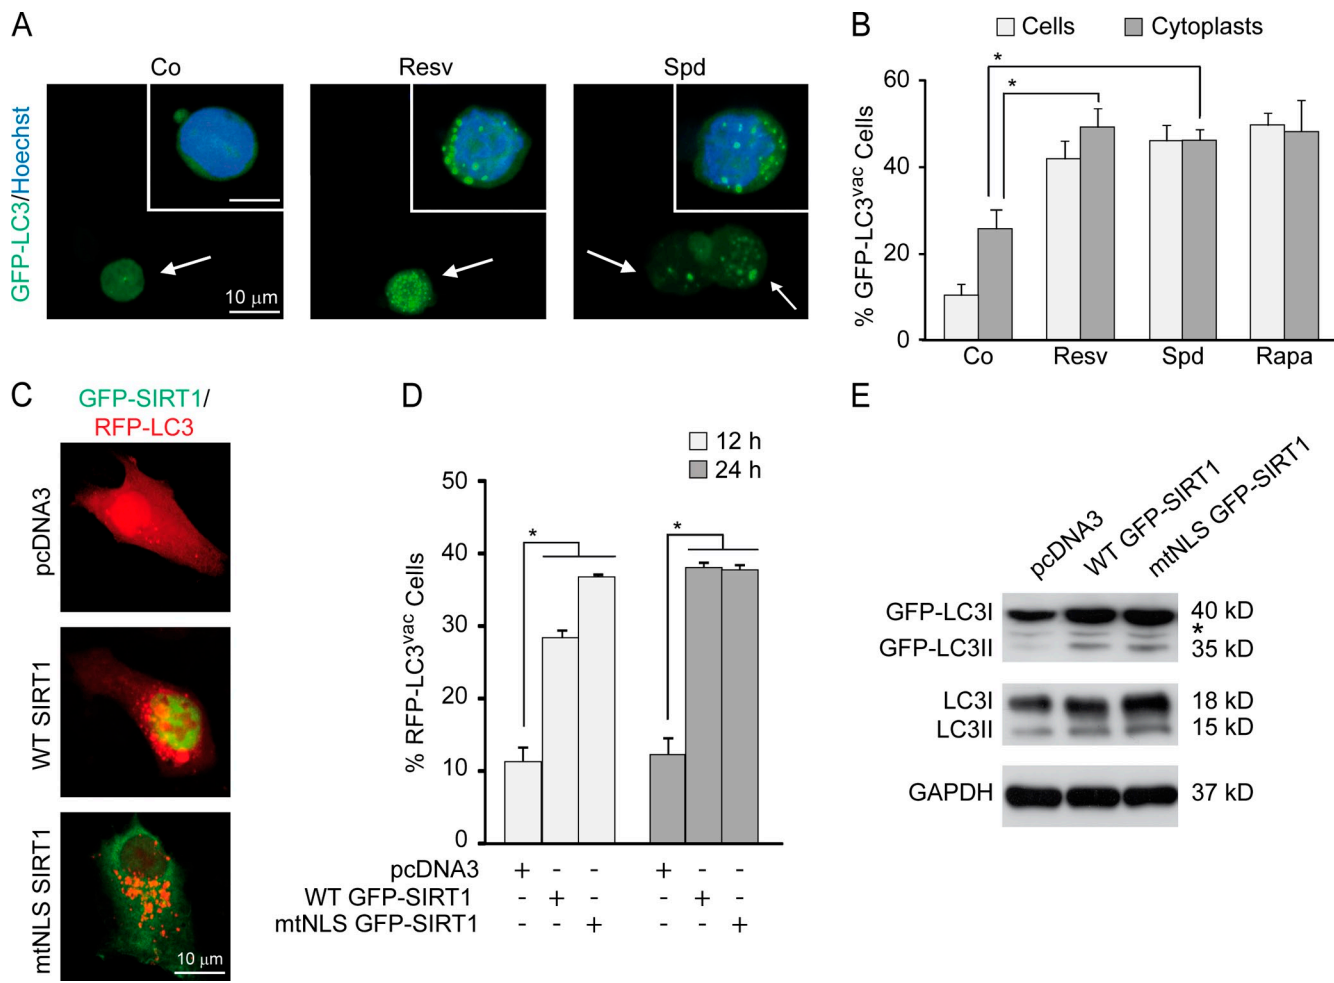 A
Co
Resv
Spd
GFP-LC3/Hoechst
10 μm
B
Cells
Cytoplasts
% GFP-LC3vac Cells
60
40
20
0
*
*
Co
Resv
Spd
Rapa
C
GFP-SIRT1/
RFP-LC3
pcDNA3
WT SIRT1
mtNLS SIRT1
10 μm
D
12 h
24 h
% RFP-LC3vac Cells
50
40
30
20
10
0
*
*
pcDNA3 + - - + - -
WT GFP-SIRT1 - + - - + -
mtNLS GFP-SIRT1 - - + - - +
E
pcDNA3
WT GFP-SIRT1
mtNLS GFP-SIRT1
GFP-LC3I 40 kD
*
GFP-LC3II 35 kD
LC3I 18 kD
LC3II 15 kD
GAPDH 37 kD